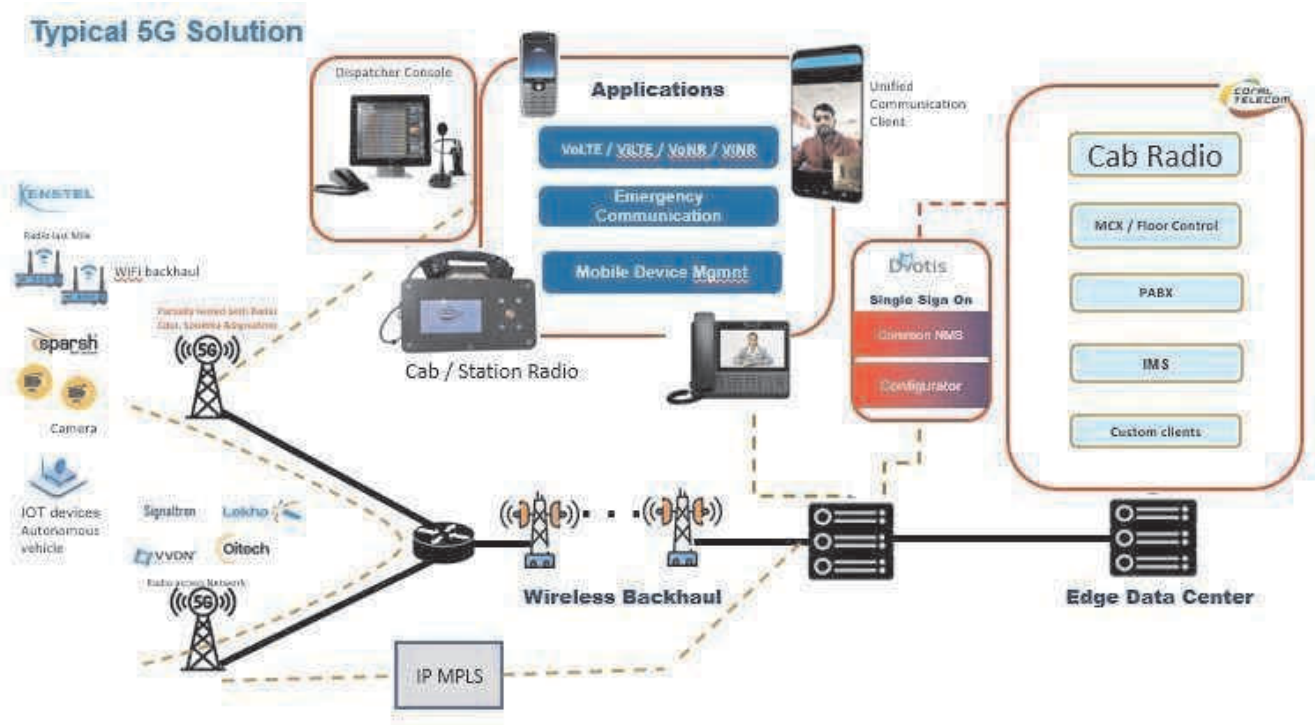 Typical 5G Solution
Dispatcher Console
Applications
VoLTE / ViLTE / VoNR / ViNR
Emergency
Communication
Mobile Device Mgmnt
Unified
Communication
Client
CORAL
TELECOM
Cab Radio
MCX / Floor Control
PABX
IMS
Custom clients
Single Sign On
Common NMS
Configurator
Cab / Station Radio
Radio last Mile
WiFi backhaul
5G
sparsh
Camera
IOT devices
Autonomous
vehicle
Signaltron
Lekha
VVDN
Oitech
Radio access Network
5G
Wireless Backhaul
Edge Data Center
IP MPLS